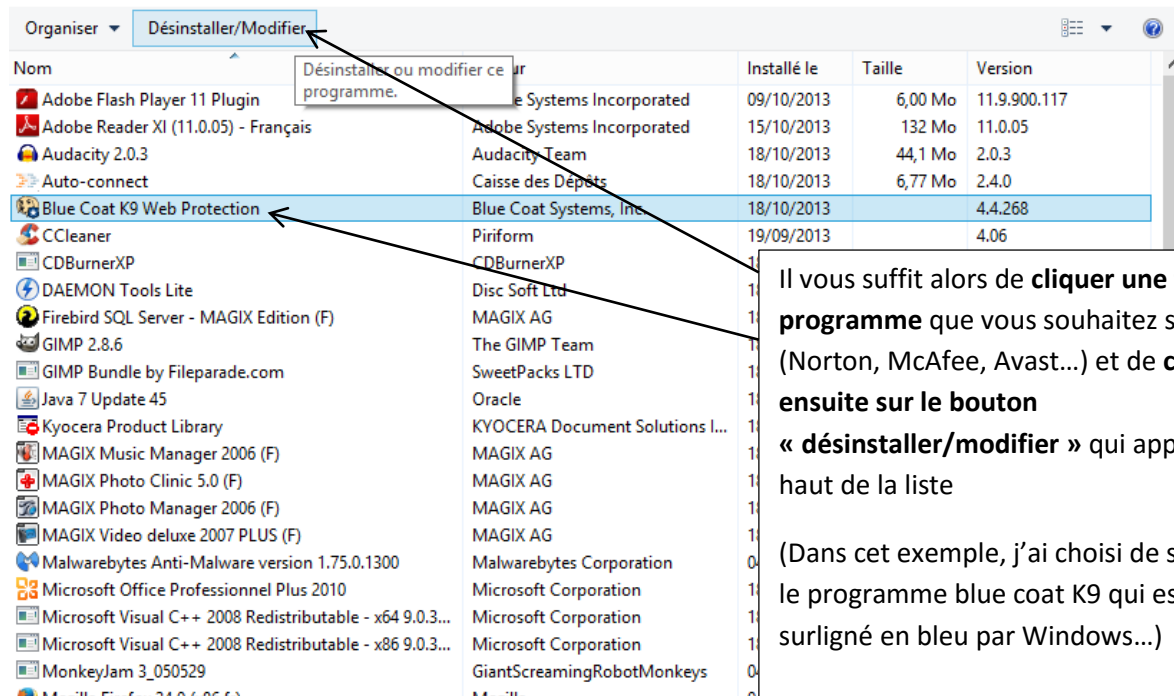 Organiser Désinstaller/Modifier
Nom Installé le Taille Version
Désinstaller ou modifier ce programme.
Adobe Flash Player 11 Plugin Systems Incorporated 09/10/2013 6,00 Mo 11.9.900.117
Adobe Reader XI (11.0.05) - Français Adobe Systems Incorporated 15/10/2013 132 Mo 11.0.05
Audacity 2.0.3 Audacity Team 18/10/2013 44,1 Mo 2.0.3
Auto-connect Caisse des Dépôts 18/10/2013 6,77 Mo 2.4.0
Blue Coat K9 Web Protection Blue Coat Systems, Inc. 18/10/2013 4.4.268
CCleaner Piriform 19/09/2013 4.06
CDBurnerXP CDBurnerXP
DAEMON Tools Lite Disc Soft Ltd
Firebird SQL Server - MAGIX Edition (F) MAGIX AG
GIMP 2.8.6 The GIMP Team
GIMP Bundle by Fileparade.com SweetPacks LTD
Java 7 Update 45 Oracle
Kyocera Product Library KYOCERA Document Solutions I...
MAGIX Music Manager 2006 (F) MAGIX AG
MAGIX Photo Clinic 5.0 (F) MAGIX AG
MAGIX Photo Manager 2006 (F) MAGIX AG
MAGIX Video deluxe 2007 PLUS (F) MAGIX AG
Malwarebytes Anti-Malware version 1.75.0.1300 Malwarebytes Corporation
Microsoft Office Professionnel Plus 2010 Microsoft Corporation
Microsoft Visual C++ 2008 Redistributable - x64 9.0.3... Microsoft Corporation
Microsoft Visual C++ 2008 Redistributable - x86 9.0.3... Microsoft Corporation
MonkeyJam 3_050529 GiantScreamingRobotMonkeys
Il vous suffit alors de cliquer une
programme que vous souhaitez
(Norton, McAfee, Avast…) et de
ensuite sur le bouton
« désinstaller/modifier » qui
haut de la liste
(Dans cet exemple, j'ai choisi de
le programme blue coat K9 qui
surligné en bleu par Windows…)